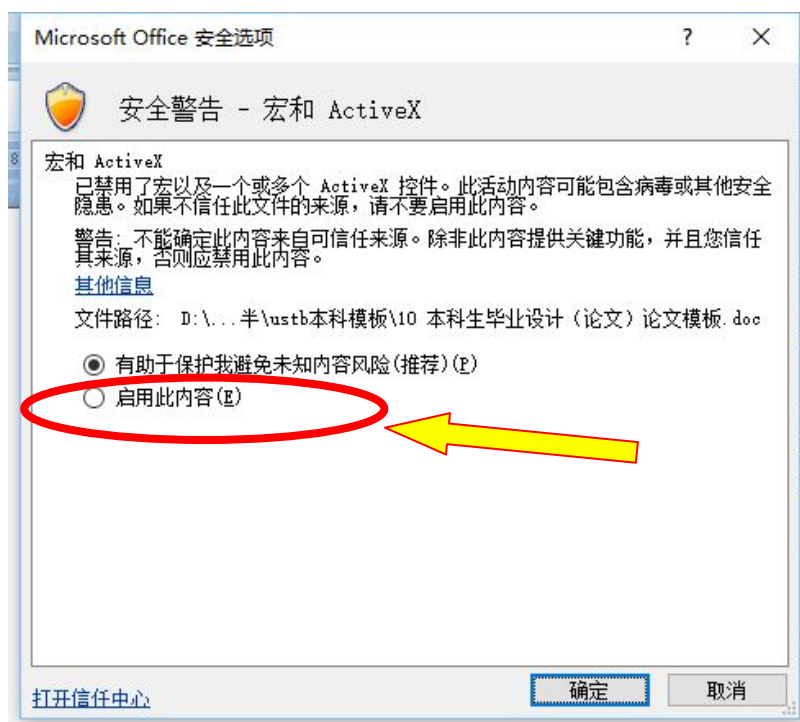 Microsoft Office 安全选项
安全警告 - 宏和 ActiveX
8
宏和 ActiveX
已禁用了宏以及一个或多个 ActiveX 控件。此活动内容可能包含病毒或其他安全
隐患。如果不信任此文件的来源，请不要启用此内容。
警告: 不能确定此内容来自可信任来源。除非此内容提供关键功能，并且您信任
其来源，否则应禁用此内容。
其他信息
文件路径: D:\...半\ustb本科模板\10 本科生毕业设计（论文）论文模板.doc
有助于保护我避免未知内容风险(推荐)(P)
启用此内容(E)
打开信任中心
确定
取消